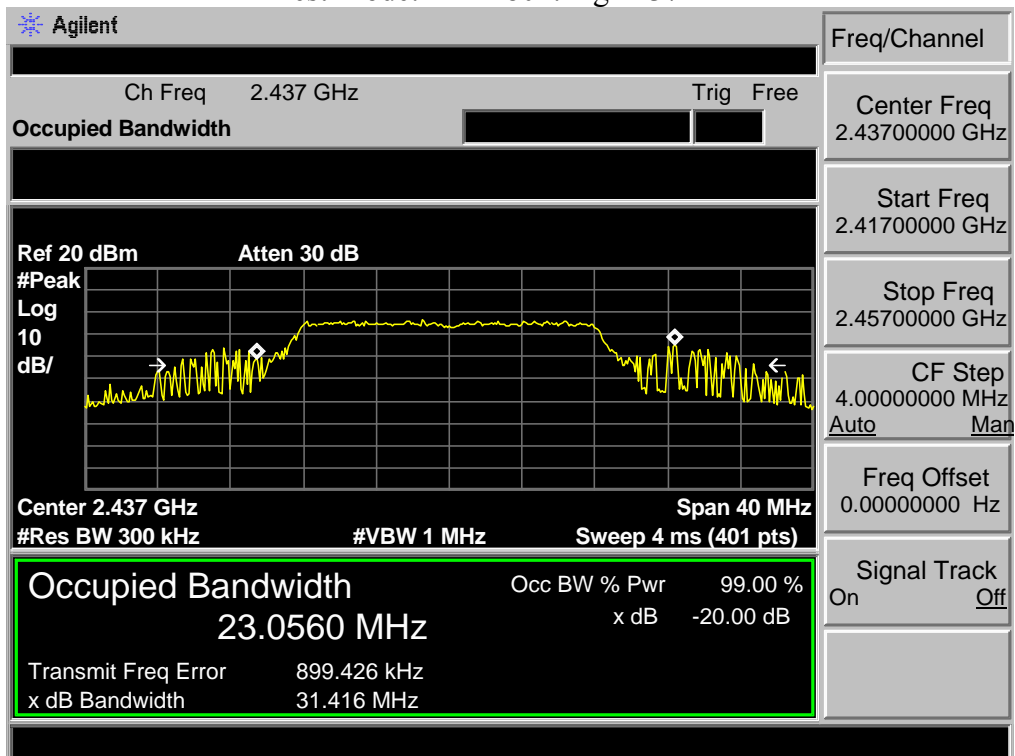 Agilent
Freq/Channel
Ch Freq 2.437 GHz Trig Free
Occupied Bandwidth
Center Freq
2.43700000 GHz
Start Freq
2.41700000 GHz
Stop Freq
2.45700000 GHz
CF Step
4.00000000 MHz
Auto Man
Freq Offset
0.00000000 Hz
Signal Track
On Off
Ref 20 dBm Atten 30 dB
#Peak
Log
10
dB/
Center 2.437 GHz Span 40 MHz
#Res BW 300 kHz #VBW 1 MHz Sweep 4 ms (401 pts)
Occupied Bandwidth Occ BW % Pwr 99.00 %
23.0560 MHz x dB -20.00 dB
Transmit Freq Error 899.426 kHz
x dB Bandwidth 31.416 MHz